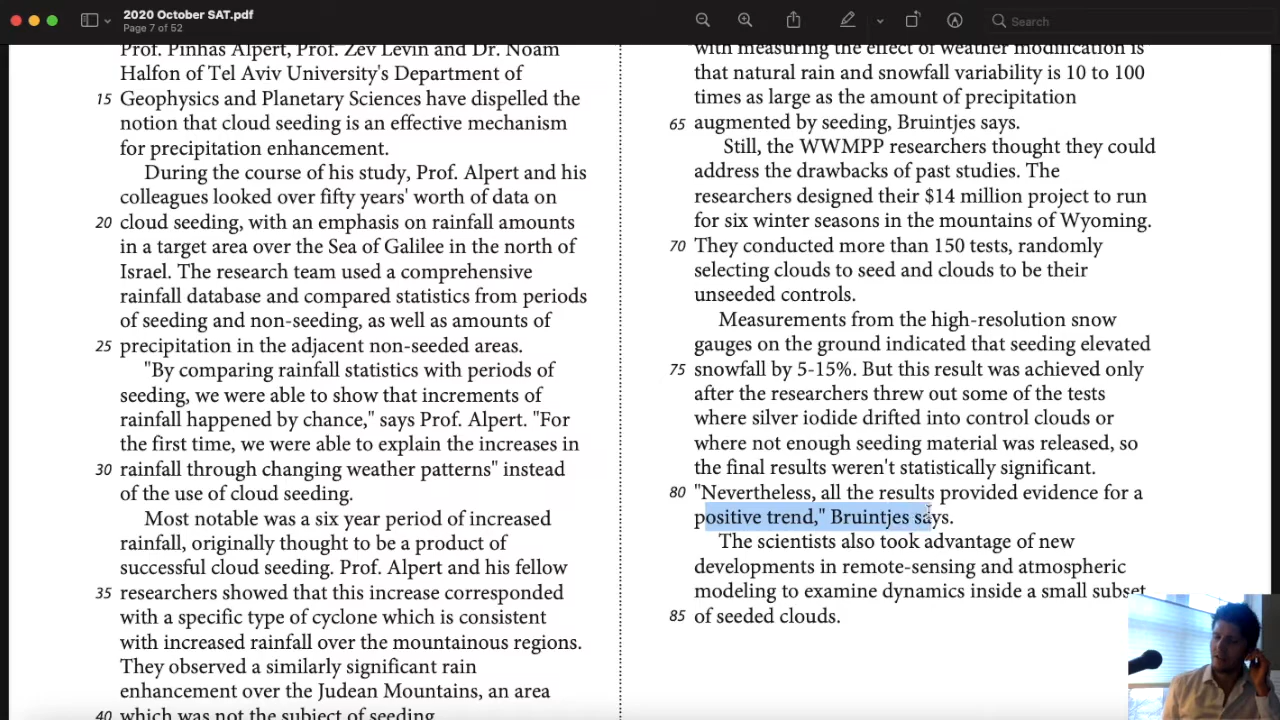 2020 October SAT.pdf
Page 7 of 52
Search
Prof. Pinhas Alpert, Prof. Zev Levin and Dr. Noam
Halfon of Tel Aviv University's Department of
15 Geophysics and Planetary Sciences have dispelled the
notion that cloud seeding is an effective mechanism
for precipitation enhancement.
During the course of his study, Prof. Alpert and his
colleagues looked over fifty years' worth of data on
20 cloud seeding, with an emphasis on rainfall amounts
in a target area over the Sea of Galilee in the north of
Israel. The research team used a comprehensive
rainfall database and compared statistics from periods
of seeding and non-seeding, as well as amounts of
25 precipitation in the adjacent non-seeded areas.
"By comparing rainfall statistics with periods of
seeding, we were able to show that increments of
rainfall happened by chance," says Prof. Alpert. "For
the first time, we were able to explain the increases in
30 rainfall through changing weather patterns" instead
of the use of cloud seeding.
Most notable was a six year period of increased
rainfall, originally thought to be a product of
successful cloud seeding. Prof. Alpert and his fellow
35 researchers showed that this increase corresponded
with a specific type of cyclone which is consistent
with increased rainfall over the mountainous regions.
They observed a similarly significant rain
enhancement over the Judean Mountains, an area
40 which was not the subject of seeding.
with measuring the effect of weather modification is
that natural rain and snowfall variability is 10 to 100
times as large as the amount of precipitation
65 augmented by seeding, Bruintjes says.
Still, the WWMPP researchers thought they could
address the drawbacks of past studies. The
researchers designed their $14 million project to run
for six winter seasons in the mountains of Wyoming.
70 They conducted more than 150 tests, randomly
selecting clouds to seed and clouds to be their
unseeded controls.
Measurements from the high-resolution snow
gauges on the ground indicated that seeding elevated
75 snowfall by 5-15%. But this result was achieved only
after the researchers threw out some of the tests
where silver iodide drifted into control clouds or
where not enough seeding material was released, so
the final results weren't statistically significant.
80 "Nevertheless, all the results provided evidence for a
positive trend," Bruintjes says.
The scientists also took advantage of new
developments in remote-sensing and atmospheric
modeling to examine dynamics inside a small subset
85 of seeded clouds.